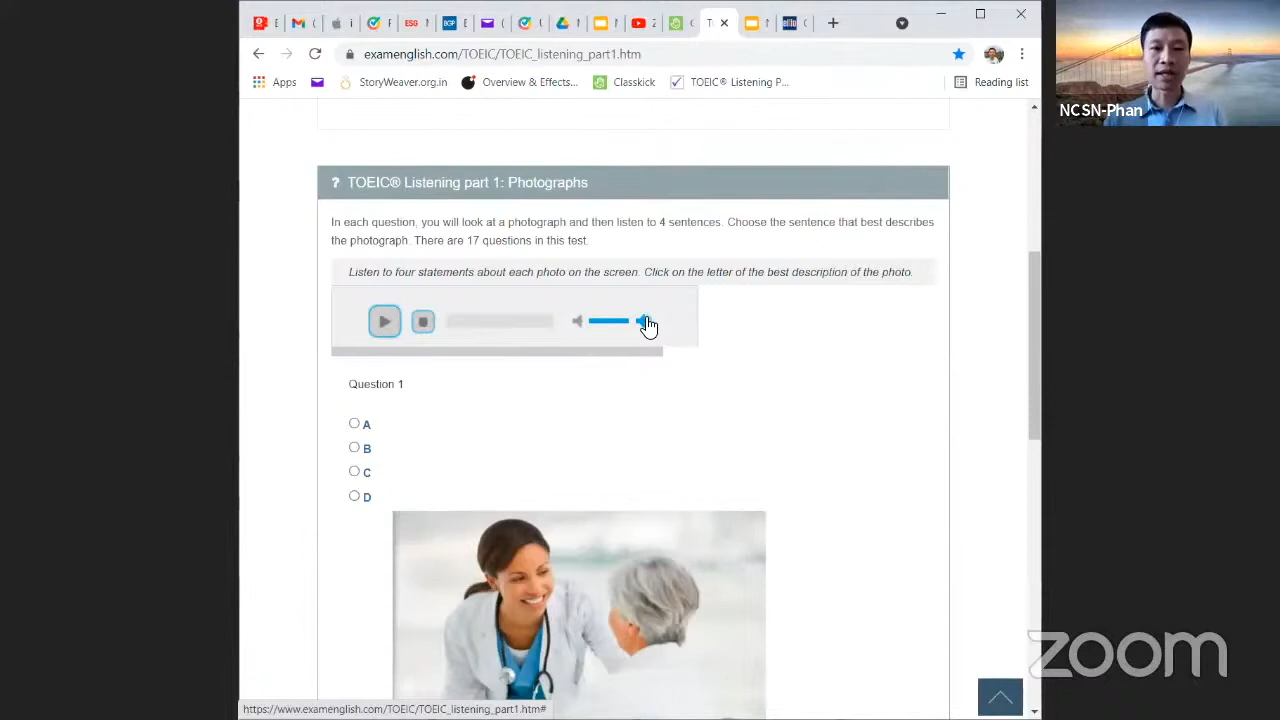 examenglish.com/TOEIC/TOEIC_listening_part1.htm
Apps
StoryWeaver.org.in
Overview & Effects...
Classkick
TOEIC® Listening P...
Reading list
NCSN-Phan
? TOEIC® Listening part 1: Photographs
In each question, you will look at a photograph and then listen to 4 sentences. Choose the sentence that best describes
the photograph. There are 17 questions in this test.
Listen to four statements about each photo on the screen. Click on the letter of the best description of the photo.
Question 1
A
B
C
D
zoom
https://www.examenglish.com/TOEIC/TOEIC_listening_part1.htm#